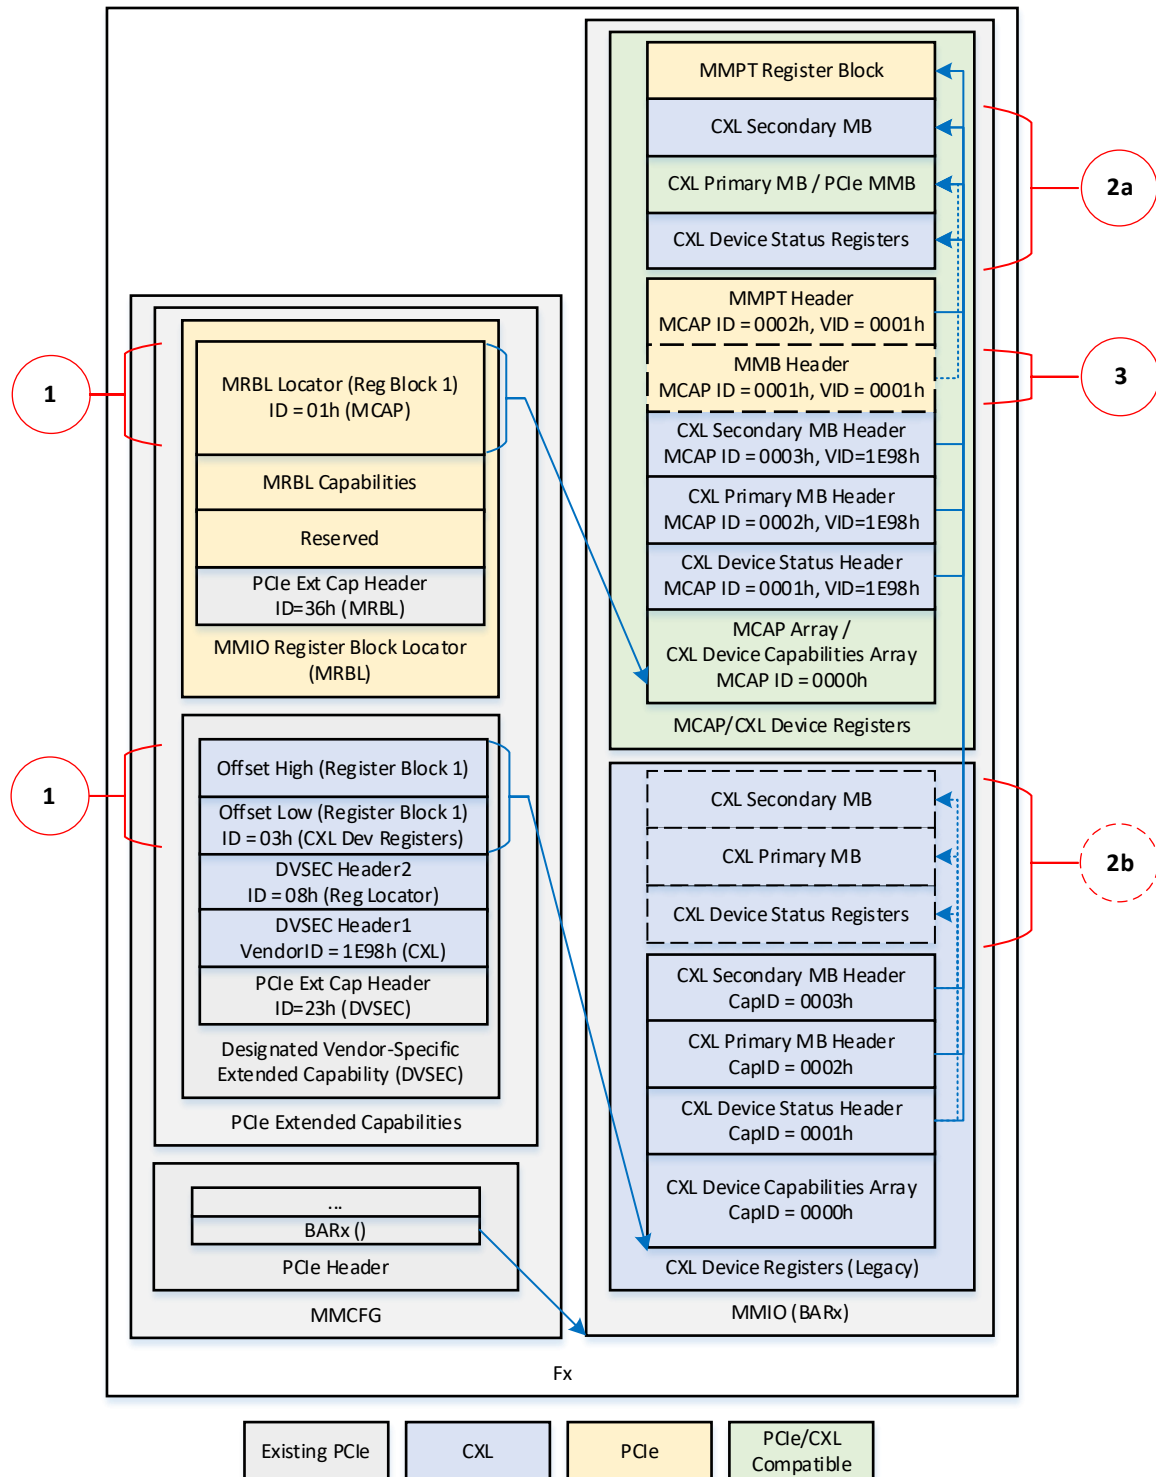 MMPT Register Block
CXL Secondary MB
CXL Primary MB / PCIe MMB
CXL Device Status Registers
2a
MMPT Header
MCAP ID = 0002h, VID = 0001h
MMB Header
MCAP ID = 0001h, VID = 0001h
3
CXL Secondary MB Header
MCAP ID = 0003h, VID=1E98h
CXL Primary MB Header
MCAP ID = 0002h, VID=1E98h
CXL Device Status Header
MCAP ID = 0001h, VID=1E98h
MCAP Array /
CXL Device Capabilities Array
MCAP ID = 0000h
MCAP/CXL Device Registers
1
MRBL Locator (Reg Block 1)
ID = 01h (MCAP)
MRBL Capabilities
Reserved
PCIe Ext Cap Header
ID=36h (MRBL)
MMIO Register Block Locator
(MRBL)
1
Offset High (Register Block 1)
Offset Low (Register Block 1)
ID = 03h (CXL Dev Registers)
DVSEC Header2
ID = 08h (Reg Locator)
DVSEC Header1
VendorID = 1E98h (CXL)
PCIe Ext Cap Header
ID=23h (DVSEC)
Designated Vendor-Specific
Extended Capability (DVSEC)
PCIe Extended Capabilities
...
BARx ()
PCIe Header
MMCFG
CXL Secondary MB
CXL Primary MB
CXL Device Status Registers
2b
CXL Secondary MB Header
CapID = 0003h
CXL Primary MB Header
CapID = 0002h
CXL Device Status Header
CapID = 0001h
CXL Device Capabilities Array
CapID = 0000h
CXL Device Registers (Legacy)
MMIO (BARx)
Fx
Existing PCIe
CXL
PCIe
PCIe/CXL
Compatible